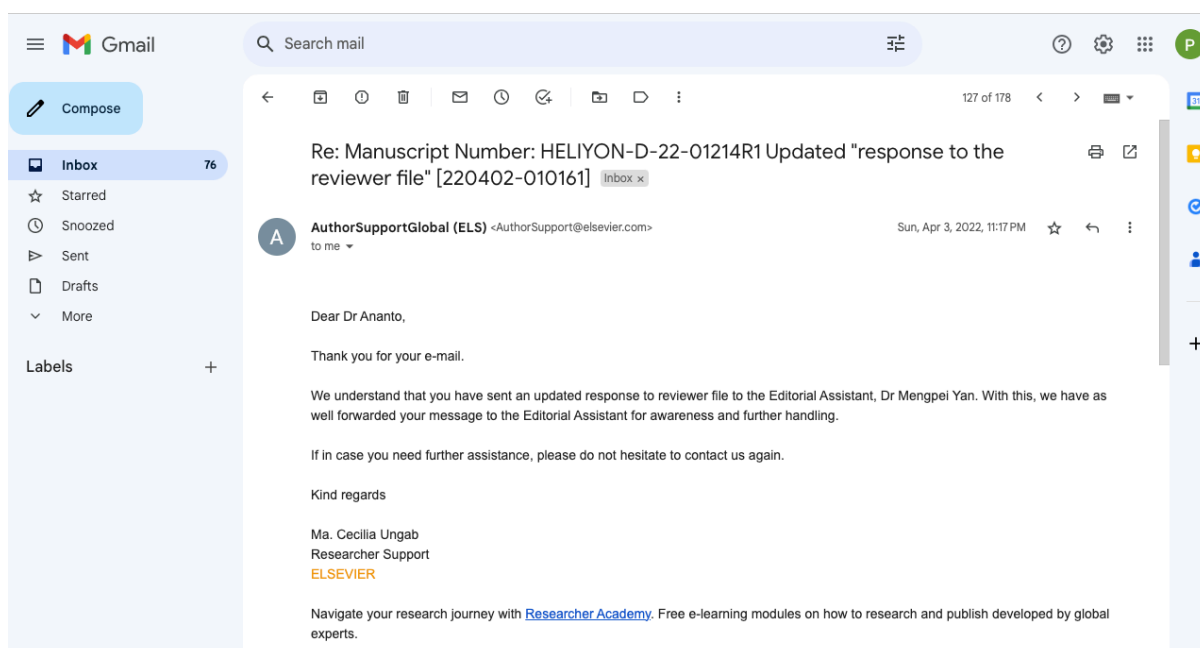 Gmail
Search mail
P
Compose
127 of 178
31
Inbox 76
Starred
Snoozed
Sent
Drafts
More
Labels
Re: Manuscript Number: HELIYON-D-22-01214R1 Updated "response to the
reviewer file" [220402-010161] Inbox ×
A
AuthorSupportGlobal (ELS) <AuthorSupport@elsevier.com>
Sun, Apr 3, 2022, 11:17 PM
to me
Dear Dr Ananto,
Thank you for your e-mail.
We understand that you have sent an updated response to reviewer file to the Editorial Assistant, Dr Mengpei Yan. With this, we have as
well forwarded your message to the Editorial Assistant for awareness and further handling.
If in case you need further assistance, please do not hesitate to contact us again.
Kind regards
Ma. Cecilia Ungab
Researcher Support
ELSEVIER
Navigate your research journey with Researcher Academy. Free e-learning modules on how to research and publish developed by global
experts.